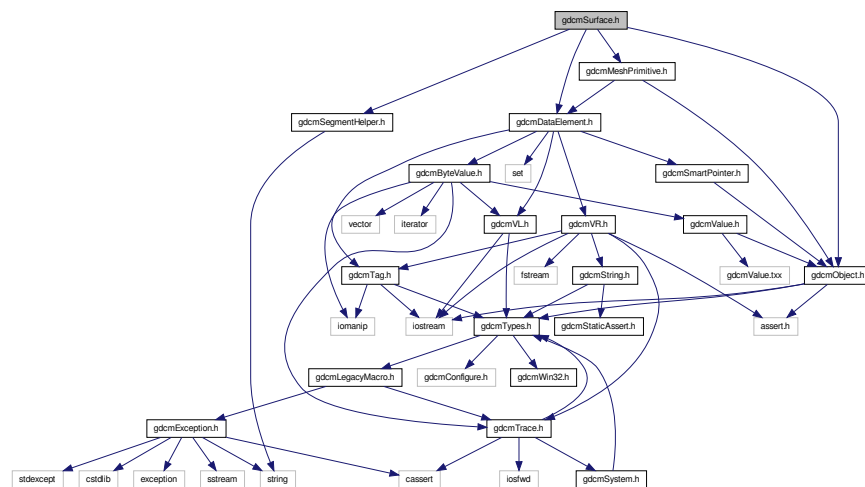 gdcmSurface.h
gdcmMeshPrimitive.h
gdcmSegmentHelper.h
gdcmDataElement.h
gdcmByteValue.h
set
gdcmSmartPointer.h
vector
iterator
gdcmVL.h
gdcmVR.h
gdcmValue.h
gdcmTag.h
fstream
gdcmString.h
gdcmValue.txx
gdcmObject.h
iomanip
iostream
gdcmTypes.h
gdcmStaticAssert.h
assert.h
gdcmLegacyMacro.h
gdcmConfigure.h
gdcmWin32.h
gdcmException.h
gdcmTrace.h
stdexcept
cstdlib
exception
sstream
string
cassert
iosfwd
gdcmSystem.h